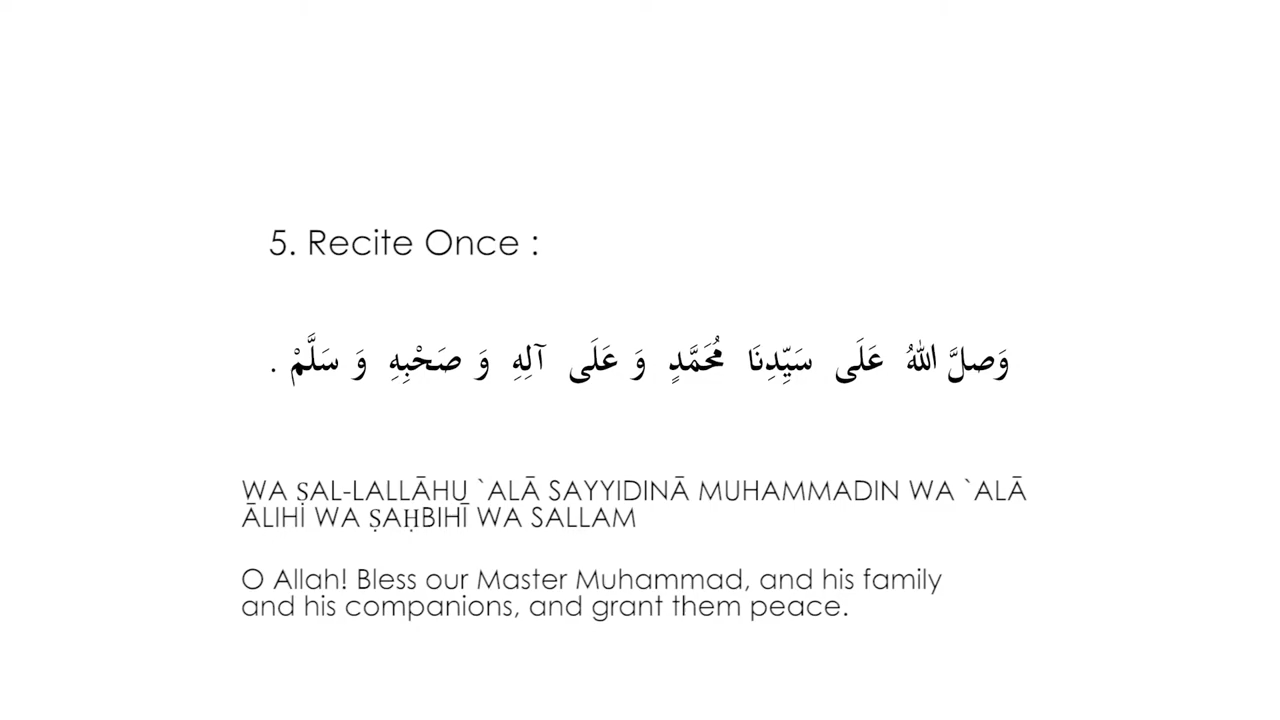 5. Recite Once :
وَصلَّ اللهُ عَلَى سَيِّدِنَا مُحَمَّدٍ وَ عَلَى آلِهِ وَ صَحْبِهِ وَ سَلَّمْ .
WA ṢAL-LALLĀHU `ALĀ SAYYIDINĀ MUHAMMADIN WA `ALĀ
ĀLIHI WA ṢAḤBIHĪ WA SALLAM
O Allah! Bless our Master Muhammad, and his family
and his companions, and grant them peace.